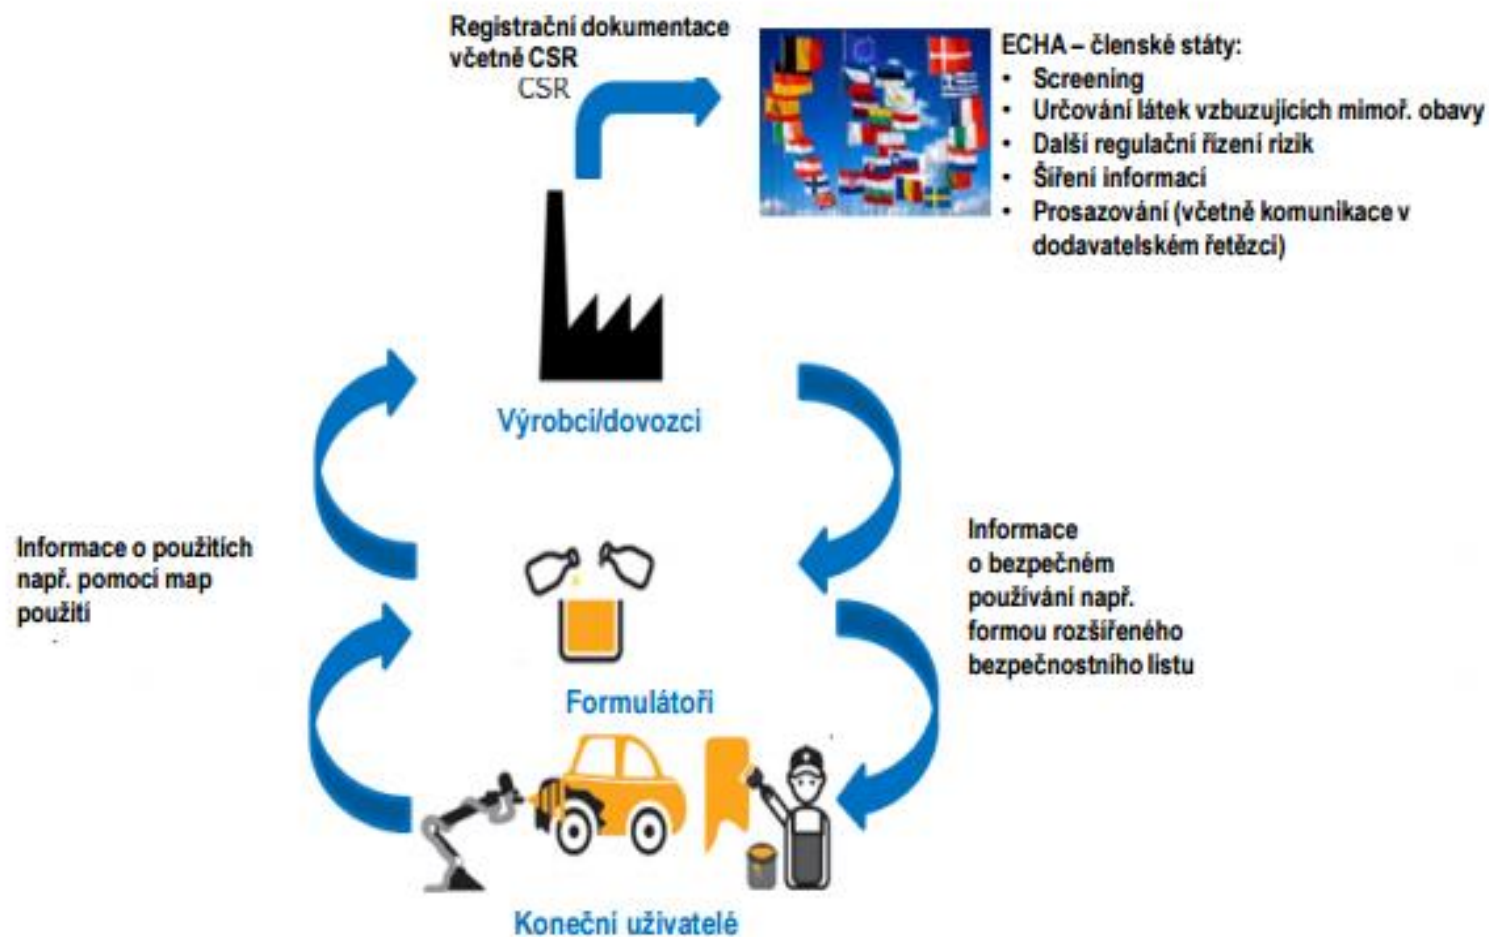 Registrační dokumentace
včetně CSR
CSR
ECHA – členské státy:
• Screening
• Určování látek vzbuzujících mimoř. obavy
• Další regulační řízení rizik
• Šíření informací
• Prosazování (včetně komunikace v
dodavatelském řetězci)
Výrobci/dovozci
Informace o použitích
např. pomocí map
použití
Informace
o bezpečném
používání např.
formou rozšířeného
bezpečnostního listu
Formulátoři
Koneční uživatelé